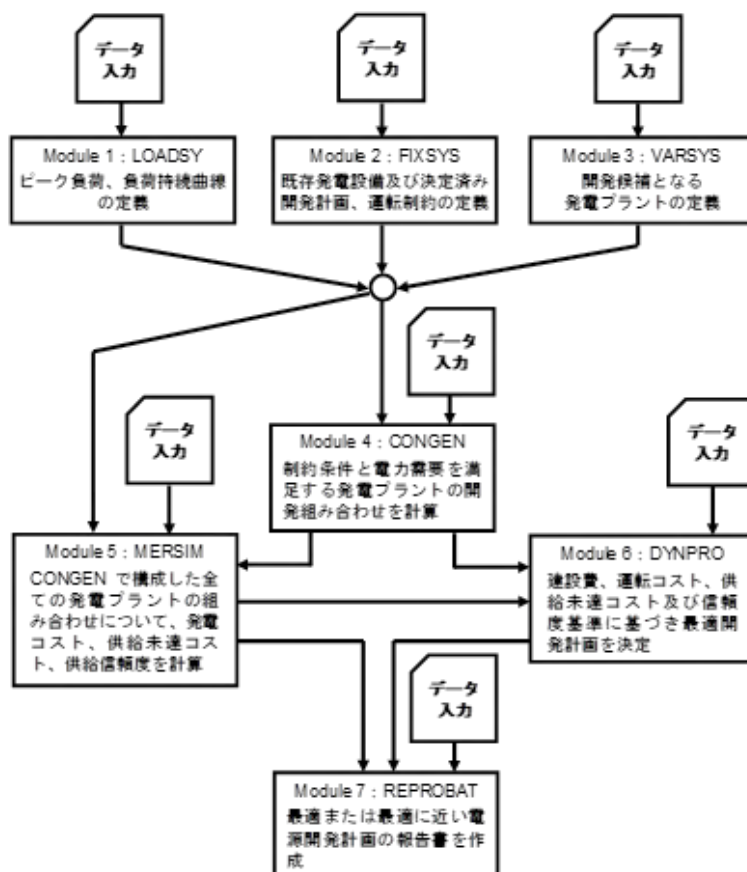 データ
入力
データ
入力
データ
入力
Module 1：LOADSY
ピーク負荷、負荷持続曲線
の定義
Module 2：FIXSYS
既存発電設備及び決定済み
開発計画、運転制約の定義
Module 3：VARSYS
開発候補となる
発電プラントの定義
データ
入力
データ
入力
Module 4：CONGEN
制約条件と電力需要を満
足する発電プラントの開
発組み合わせを計算
データ
入力
Module 5：MERSIM
CONGEN で構成した全
ての発電プラントの組
み合わせについて、発電
コスト、供給未達コス
ト、供給信頼度を計算
Module 6：DYNPRO
建設費、運転コスト、供
給未達コスト及び信頼
度基準に基づき最適開
発計画を決定
データ
入力
Module 7：REPROBAT
最適または最適に近い電
源開発計画の報告書を作
成